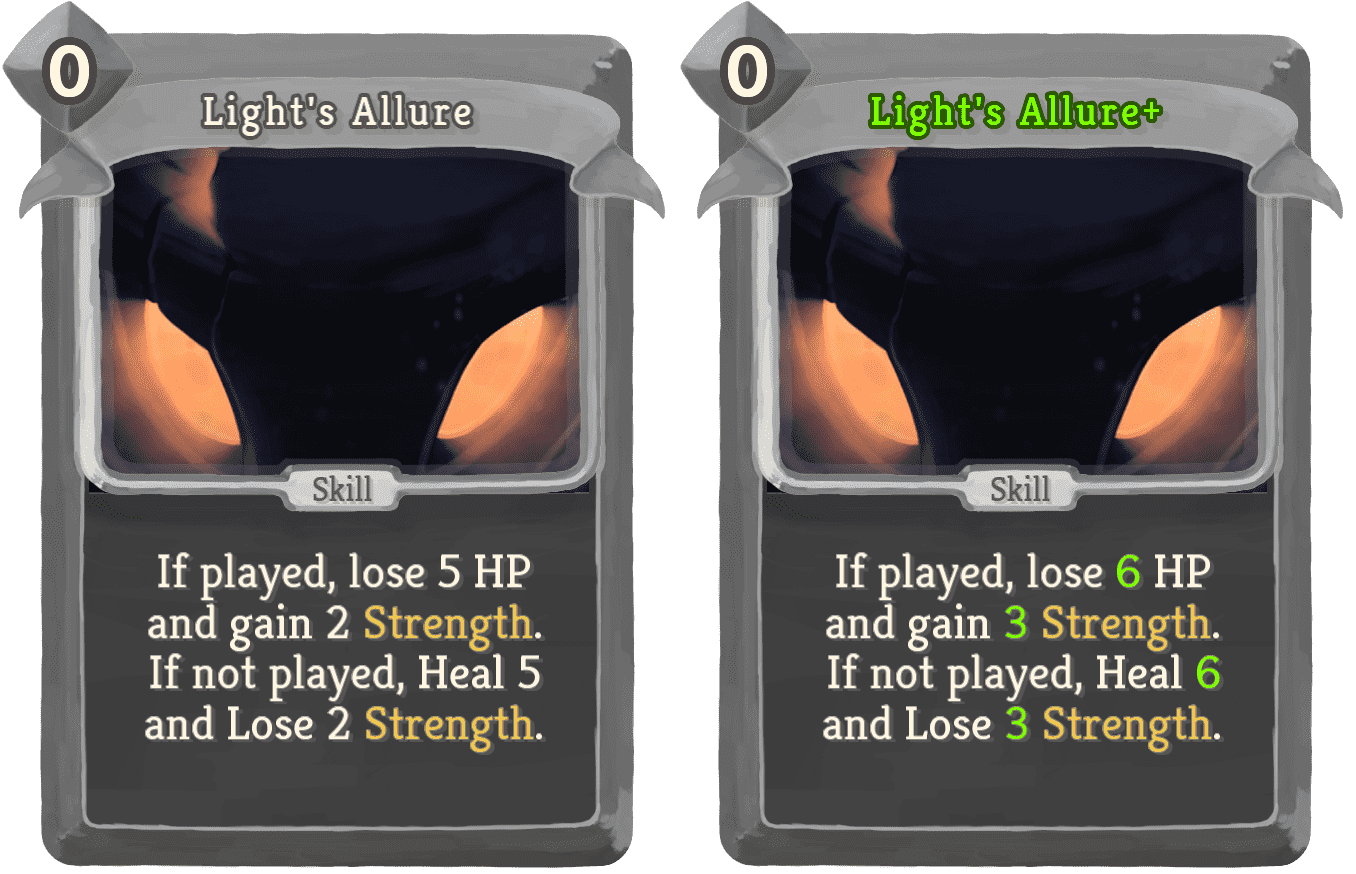 0
Light's Allure
Skill
If played, lose 5 HP
and gain 2 Strength.
If not played, Heal 5
and Lose 2 Strength.
0
Light's Allure+
Skill
If played, lose 6 HP
and gain 3 Strength.
If not played, Heal 6
and Lose 3 Strength.